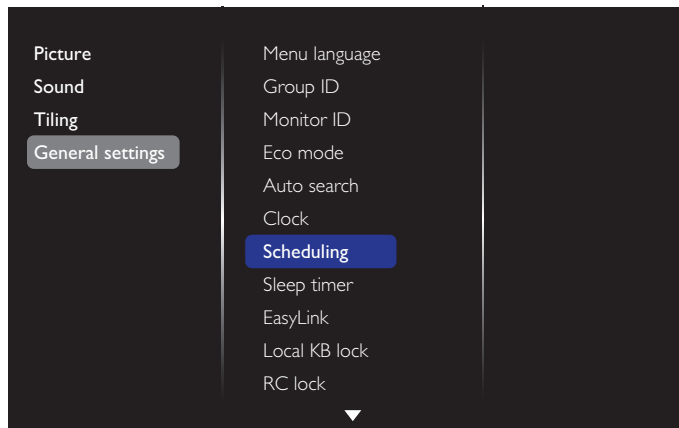 Picture
Sound
Tiling
General settings
Menu language
Group ID
Monitor ID
Eco mode
Auto search
Clock
Scheduling
Sleep timer
EasyLink
Local KB lock
RC lock